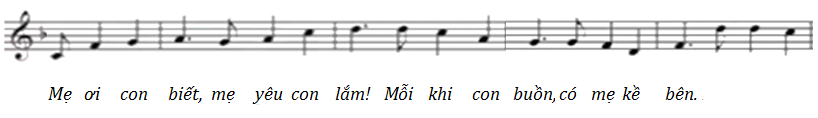 Mẹ ơi con biết, mẹ yêu con lắm! Mỗi khi con buồn,có mẹ kề bên.